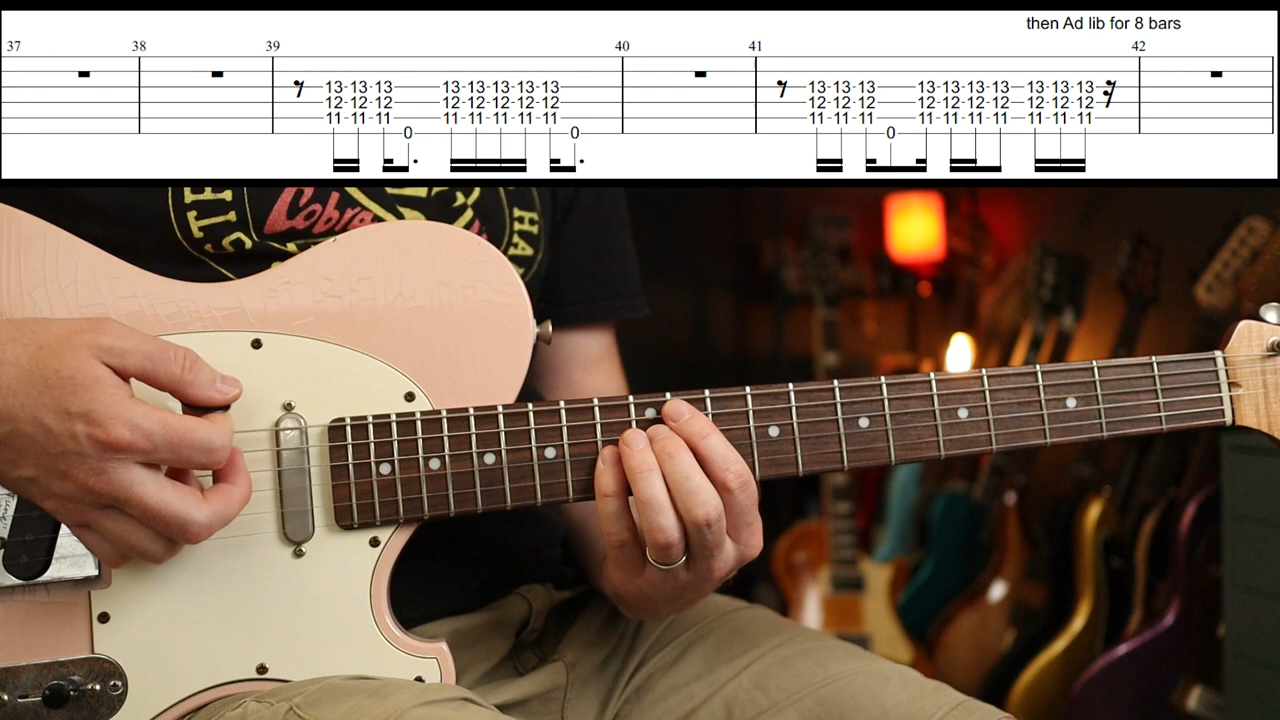 then Ad lib for 8 bars
37 38 39 40 41 42
13 13 13 13 13 13 13 13 13 13 13 13 13 13 13 13 13
12 12 12 12 12 12 12 12 12 12 12 12 12 12 12 12 12
11 11 11 11 11 11 11 11 11 11 11 11 11 11 11 11 11
0 0 0
Cobra